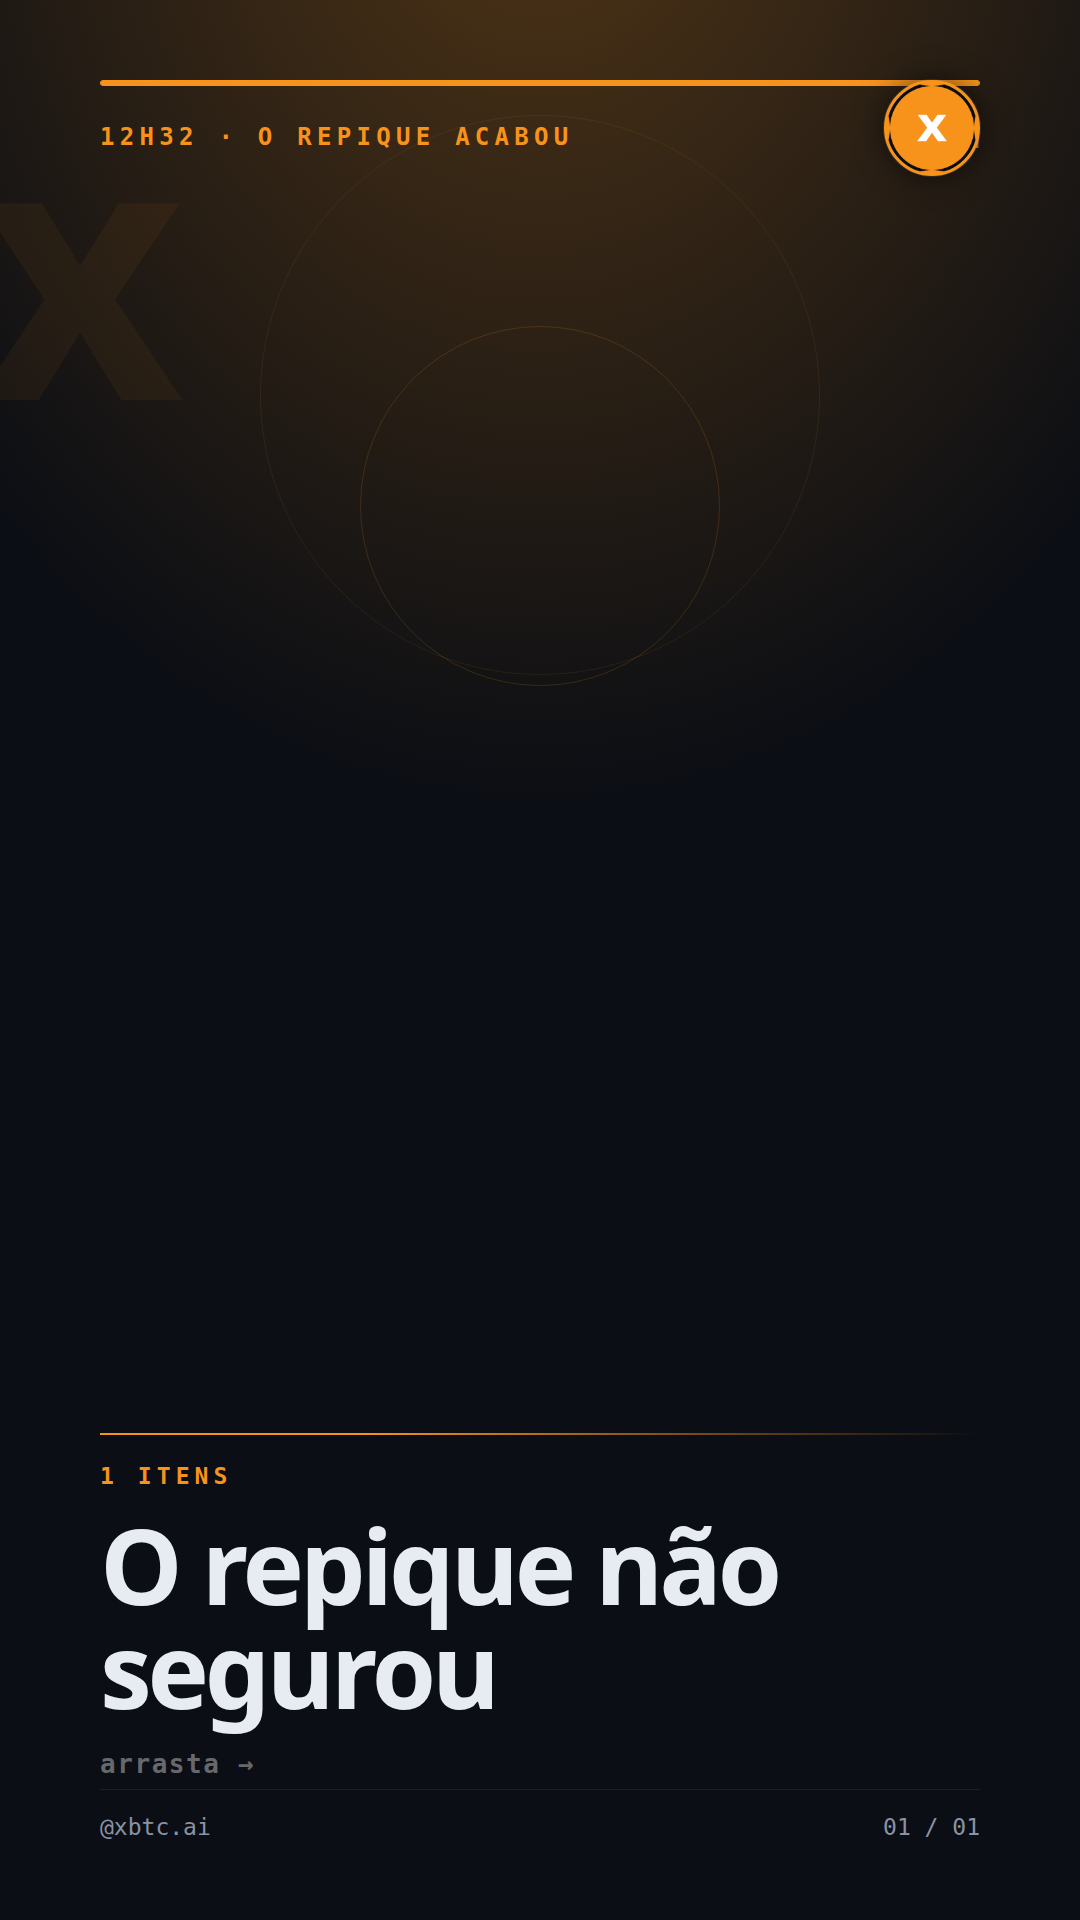 12H32 · O REPIQUE ACABOU
X
X
1 ITENS
O repique não
segurou
arrasta →
@xbtc.ai
01 / 01